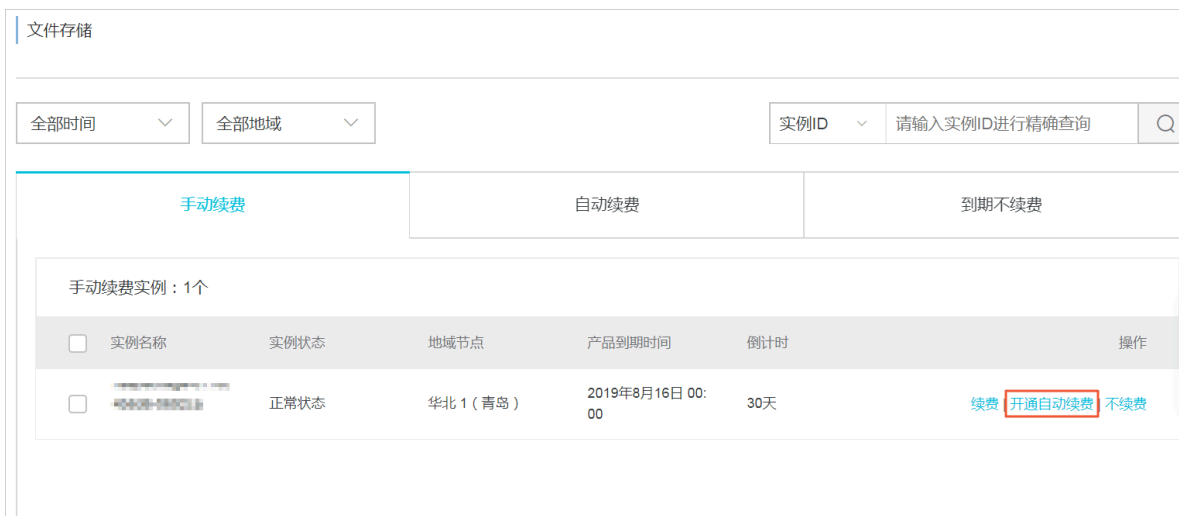 文件存储
全部时间
全部地域
实例ID
请输入实例ID进行精确查询
手动续费
自动续费
到期不续费
手动续费实例：1个
实例名称
实例状态
地域节点
产品到期时间
倒计时
操作
正常状态
华北 1（青岛）
2019年8月16日 00:
00
30天
续费 | 开通自动续费 | 不续费